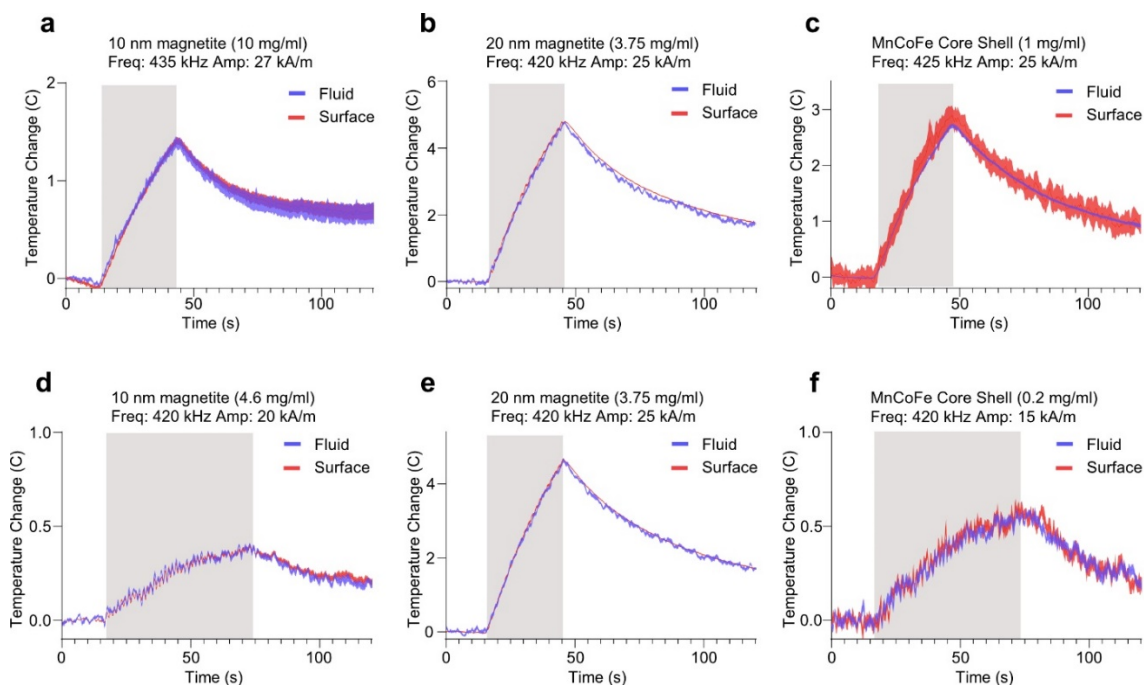 a
10 nm magnetite (10 mg/ml)
Freq: 435 kHz Amp: 27 kA/m
Temperature Change (C)
2
1
0
Fluid
Surface
0
50
100
Time (s)
b
20 nm magnetite (3.75 mg/ml)
Freq: 420 kHz Amp: 25 kA/m
Temperature Change (C)
6
4
2
0
Fluid
Surface
0
50
100
Time (s)
c
MnCoFe Core Shell (1 mg/ml)
Freq: 425 kHz Amp: 25 kA/m
Temperature Change (C)
3
2
1
0
Fluid
Surface
0
50
100
Time (s)
d
10 nm magnetite (4.6 mg/ml)
Freq: 420 kHz Amp: 20 kA/m
Temperature Change (C)
1.0
0.5
0.0
Fluid
Surface
0
50
100
Time (s)
e
20 nm magnetite (3.75 mg/ml)
Freq: 420 kHz Amp: 25 kA/m
Temperature Change (C)
4
2
0
Fluid
Surface
0
50
100
Time (s)
f
MnCoFe Core Shell (0.2 mg/ml)
Freq: 420 kHz Amp: 15 kA/m
Temperature Change (C)
1.0
0.5
0.0
Fluid
Surface
0
50
100
Time (s)